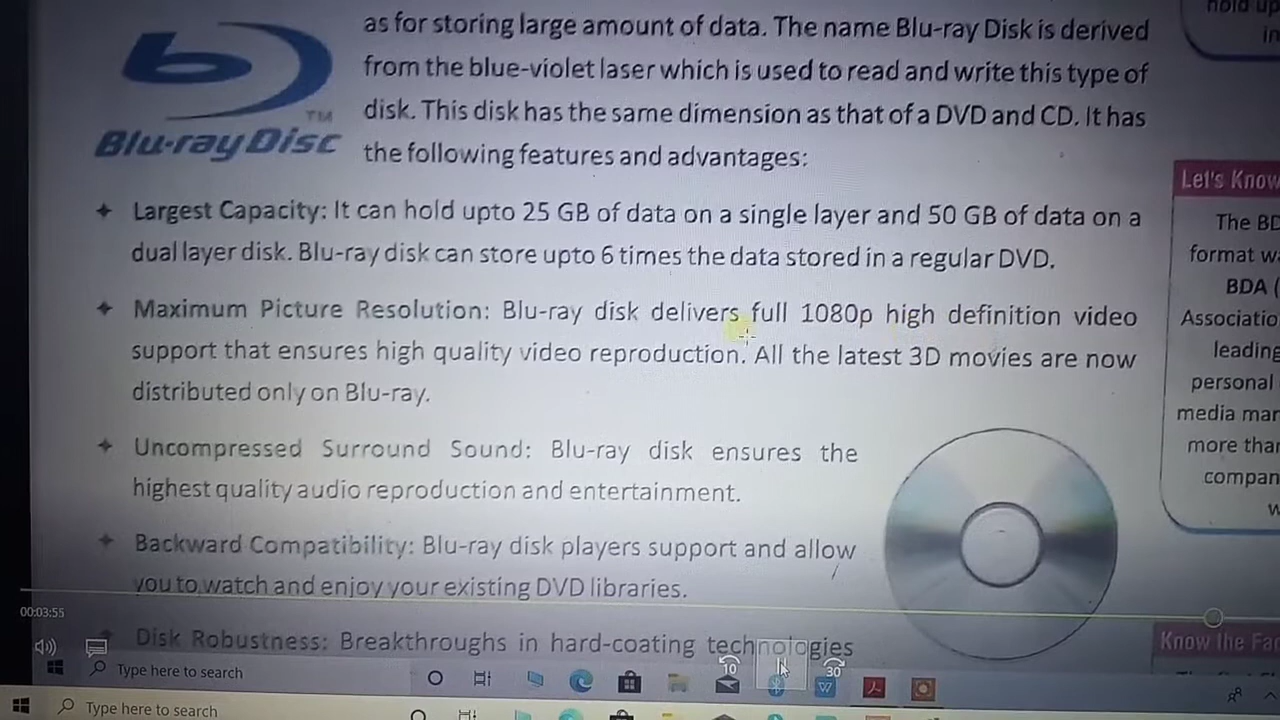 as for storing large amount of data. The name Blu-ray Disk is derived
from the blue-violet laser which is used to read and write this type of
disk. This disk has the same dimension as that of a DVD and CD. It has
the following features and advantages:
TM
Blu-ray Disc
Largest Capacity: It can hold upto 25 GB of data on a single layer and 50 GB of data on a
dual layer disk. Blu-ray disk can store upto 6 times the data stored in a regular DVD.
Maximum Picture Resolution: Blu-ray disk delivers full 1080p high definition video
support that ensures high quality video reproduction. All the latest 3D movies are now
distributed only on Blu-ray.
Uncompressed Surround Sound: Blu-ray disk ensures the
highest quality audio reproduction and entertainment.
Backward Compatibility: Blu-ray disk players support and allow
you to watch and enjoy your existing DVD libraries.
Disk Robustness: Breakthroughs in hard-coating technologies
hold up
in
Let's Know
The BD
format w
BDA (
Associatio
leading
personal
media mar
more than
compan
w
Know the Fa
00:03:55
10
30
Type here to search
Type here to search